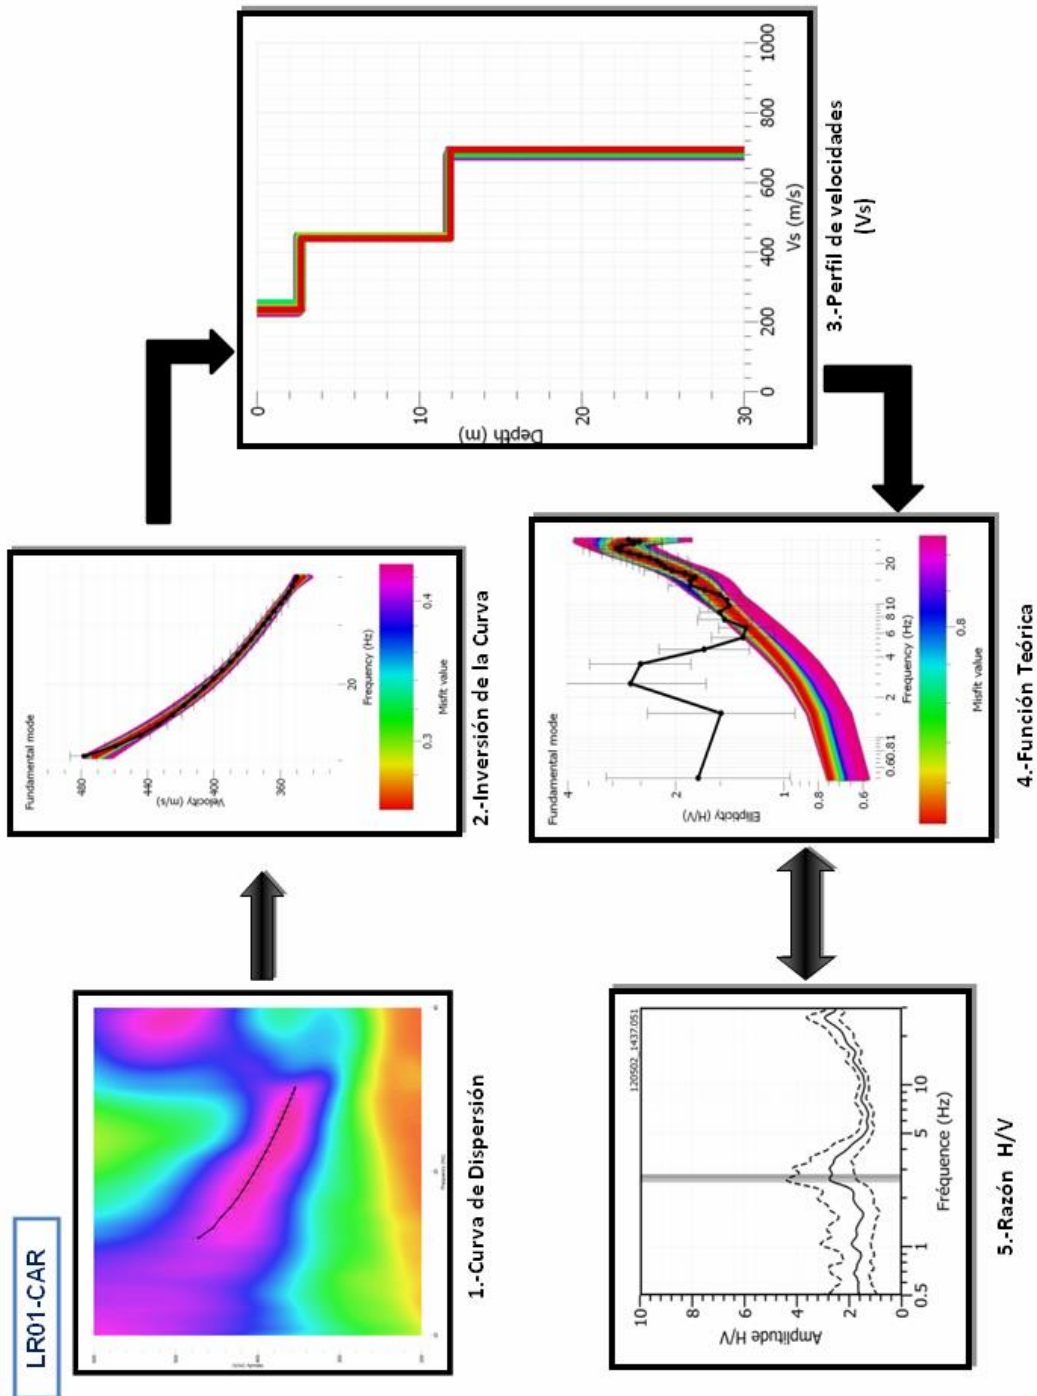 LR01-CAR
1.-Curva de Dispersión
Fundamental mode
Velocity (m/s)
480
440
400
360
20
Frequency (Hz)
0.3
0.4
Misfit value
2.-Inversión de la Curva
Depth (m)
0
10
20
30
0
200
400
600
800
1000
Vs (m/s)
3.-Perfil de velocidades
(Vs)
Fundamental mode
Ellipticity (H/V)
4
2
1
0.8
0.6
0.60.81
2
4
6
8 10
20
Frequency (Hz)
0.8
Misfit value
4.-Función Teórica
120502_1437.051
Amplitude H/V
10
8
6
4
2
0
0.5
1
5
10
Fréquence (Hz)
5.-Razón H/V